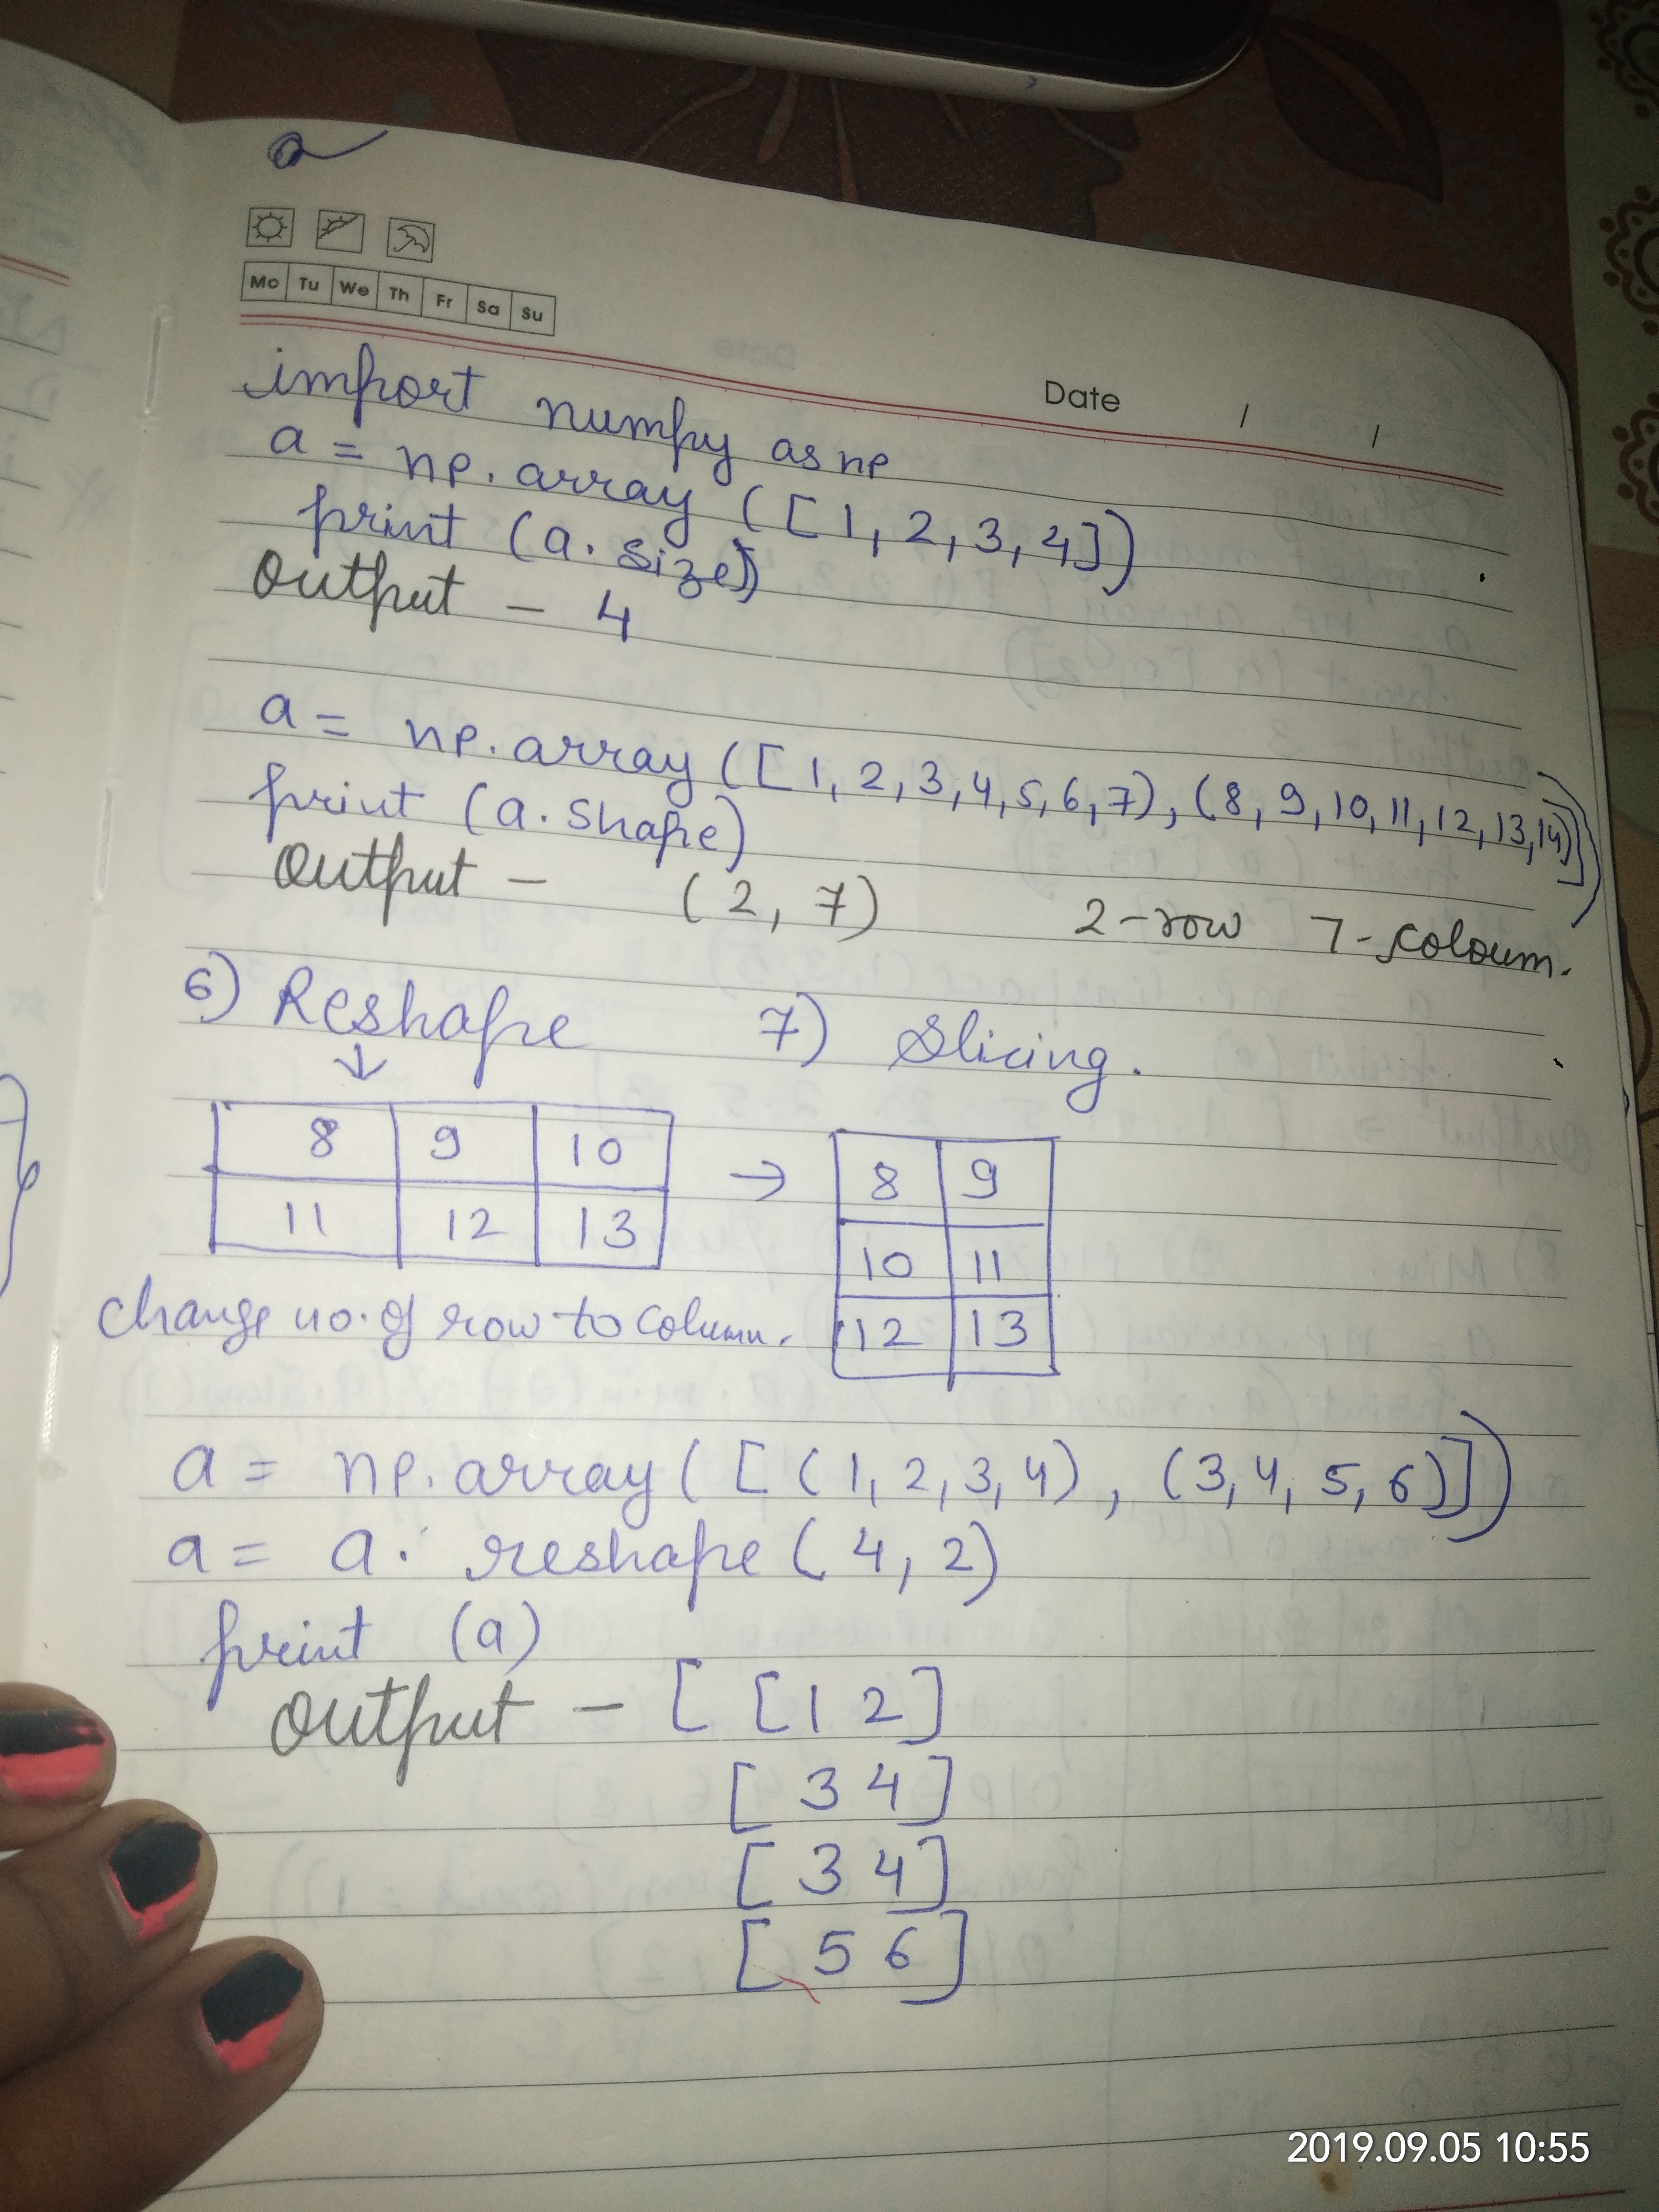 a
Mo Tu We Th Fr Sa Su
Date / /
import numpy as np
a = np.array ([1, 2, 3, 4])
print (a. size)
Output – 4
a = np.array ([1, 2, 3, 4, 5, 6, 7), (8, 9, 10, 11, 12, 13, 14)])
print (a. shape)
Output – (2, 7) 2-row 7-coloum.
6) Reshape 7) Slicing.
↓
8 9 10 → 8 9
11 12 13 10 11
12 13
change no. of row to column.
a = np.array ([(1, 2, 3, 4), (3, 4, 5, 6)])
a = a. reshape (4, 2)
print (a)
Output – [ [1 2]
[3 4]
[3 4]
[5 6]
2019.09.05 10:55